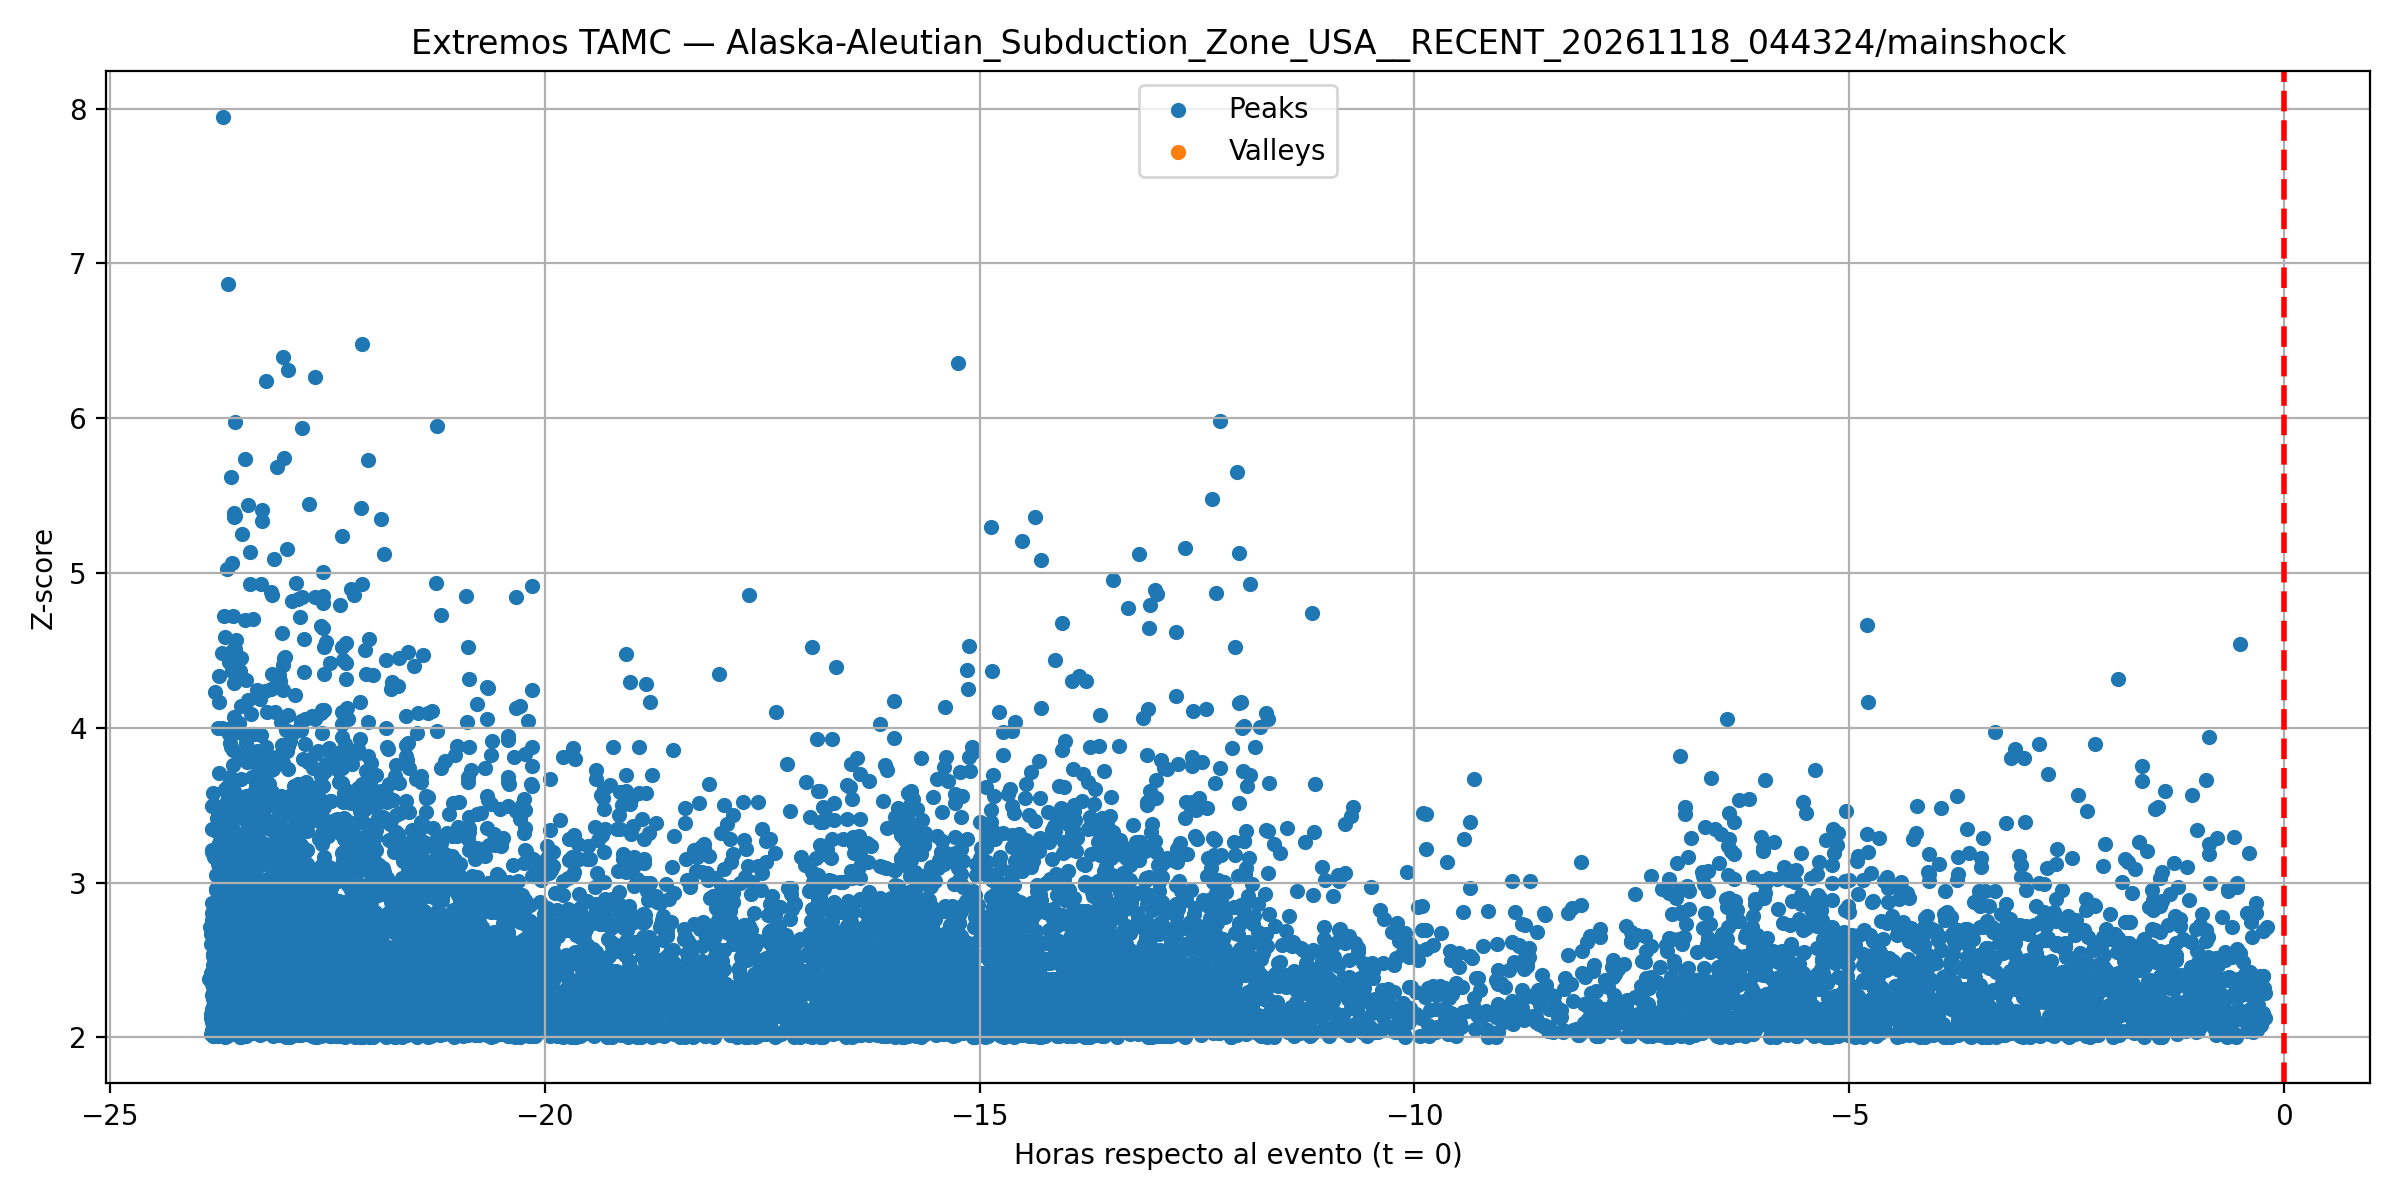 Extremos TAMC — Alaska-Aleutian_Subduction_Zone_USA__RECENT_20261118_044324/mainshock
Peaks
Valleys
Z-score
8
7
6
5
4
3
2
−25
−20
−15
−10
−5
0
Horas respecto al evento (t = 0)